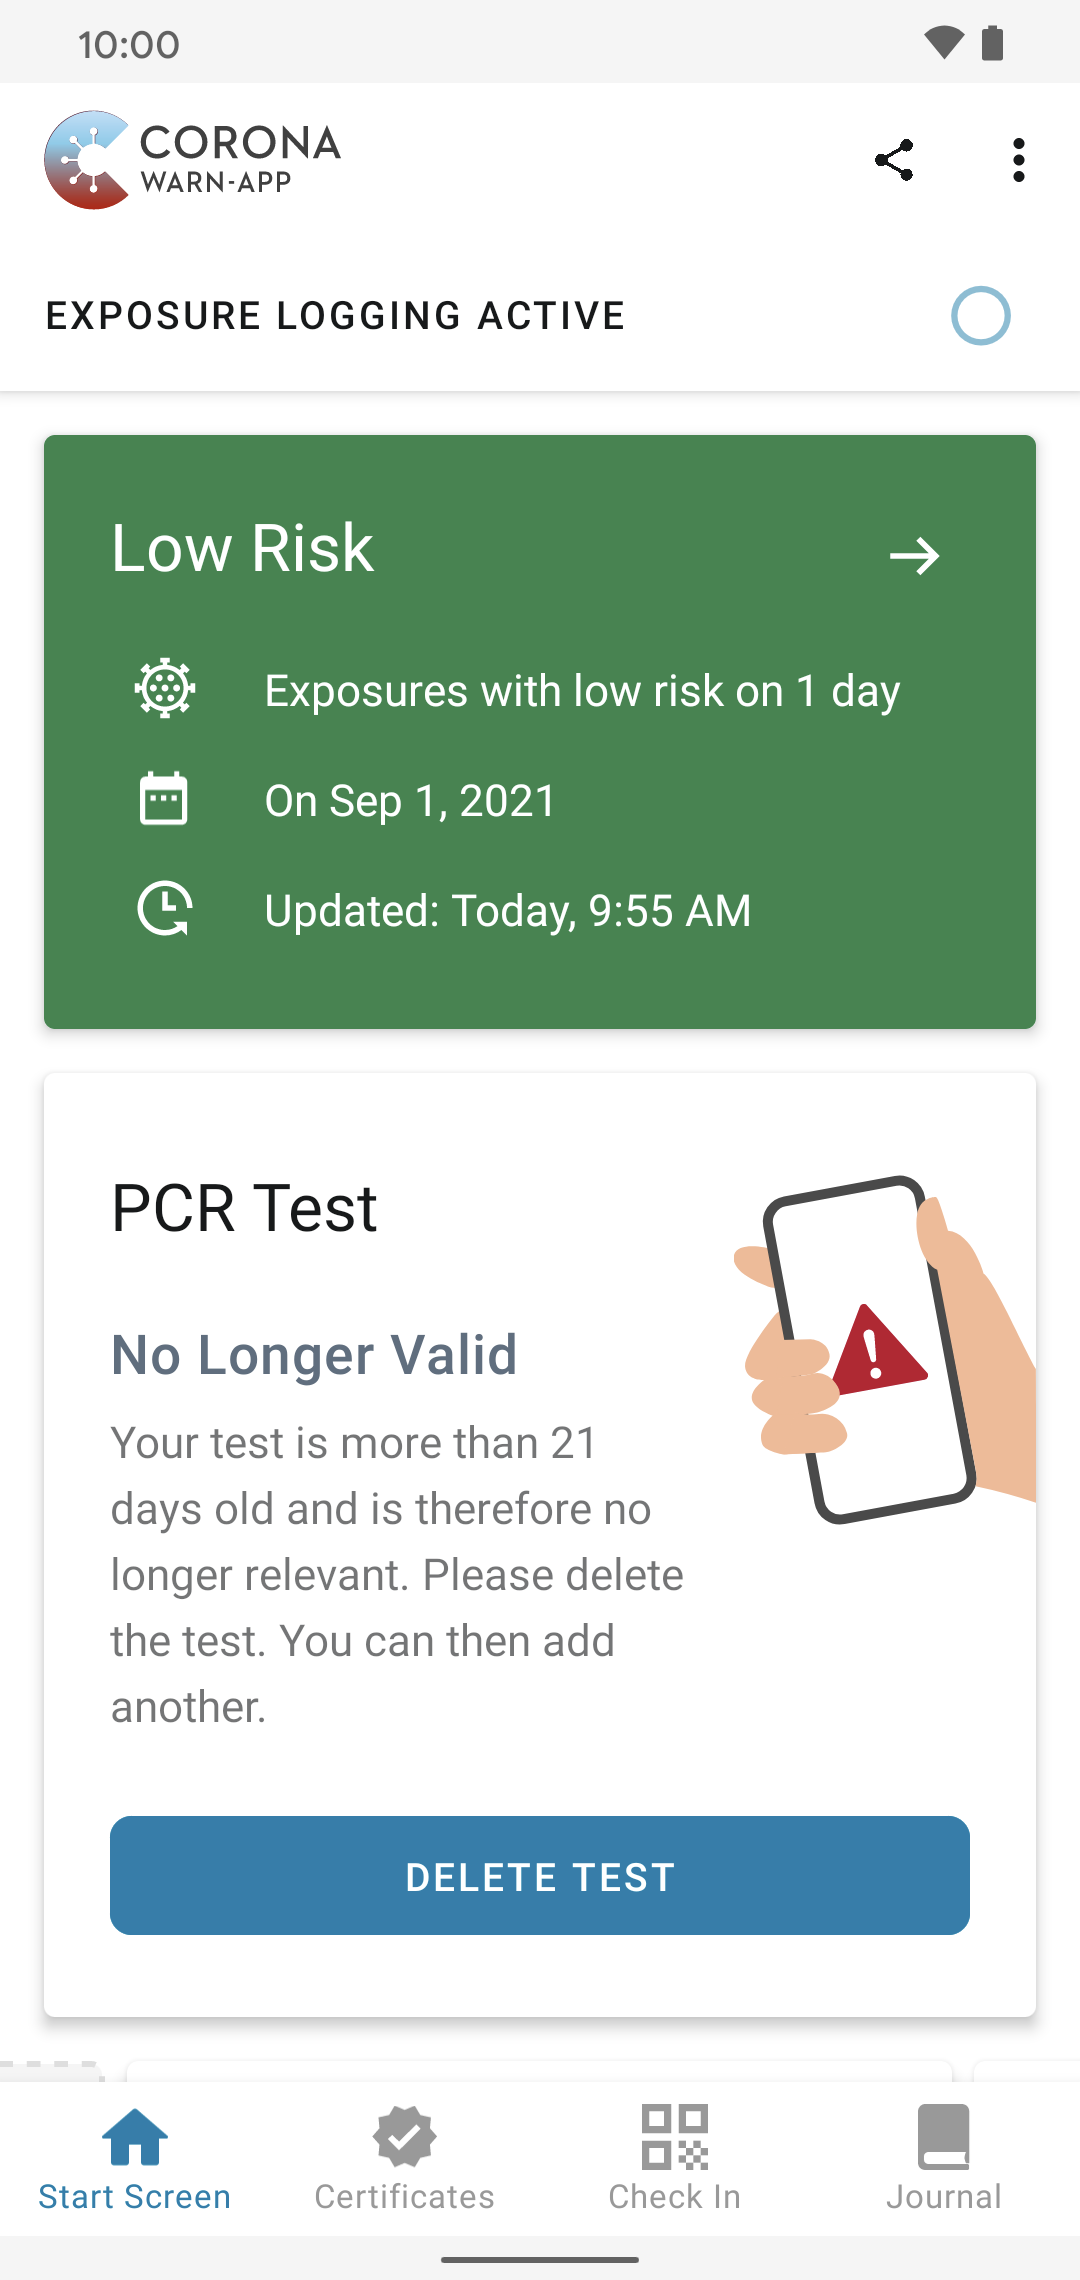 10:00
CORONA
WARN-APP
EXPOSURE LOGGING ACTIVE
Low Risk
Exposures with low risk on 1 day
On Sep 1, 2021
Updated: Today, 9:55 AM
PCR Test
No Longer Valid
Your test is more than 21
days old and is therefore no
longer relevant. Please delete
the test. You can then add
another.
DELETE TEST
Start Screen
Certificates
Check In
Journal